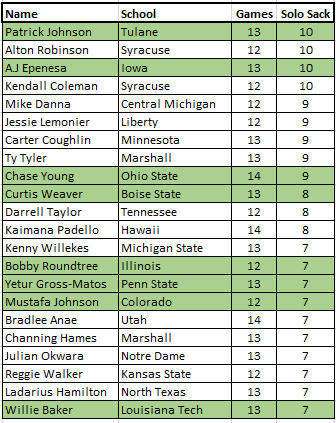 Name School Games Solo Sack
Patrick Johnson Tulane 13 10
Alton Robinson Syracuse 12 10
AJ Epenesa Iowa 13 10
Kendall Coleman Syracuse 12 10
Mike Danna Central Michigan 12 9
Jessie Lemonier Liberty 12 9
Carter Coughlin Minnesota 13 9
Ty Tyler Marshall 13 9
Chase Young Ohio State 14 9
Curtis Weaver Boise State 13 8
Darrell Taylor Tennessee 12 8
Kaimana Padello Hawaii 14 8
Kenny Willekes Michigan State 13 7
Bobby Roundtree Illinois 12 7
Yetur Gross-Matos Penn State 13 7
Mustafa Johnson Colorado 12 7
Bradlee Anae Utah 14 7
Channing Hames Marshall 13 7
Julian Okwara Notre Dame 13 7
Reggie Walker Kansas State 12 7
Ladarius Hamilton North Texas 13 7
Willie Baker Louisiana Tech 13 7